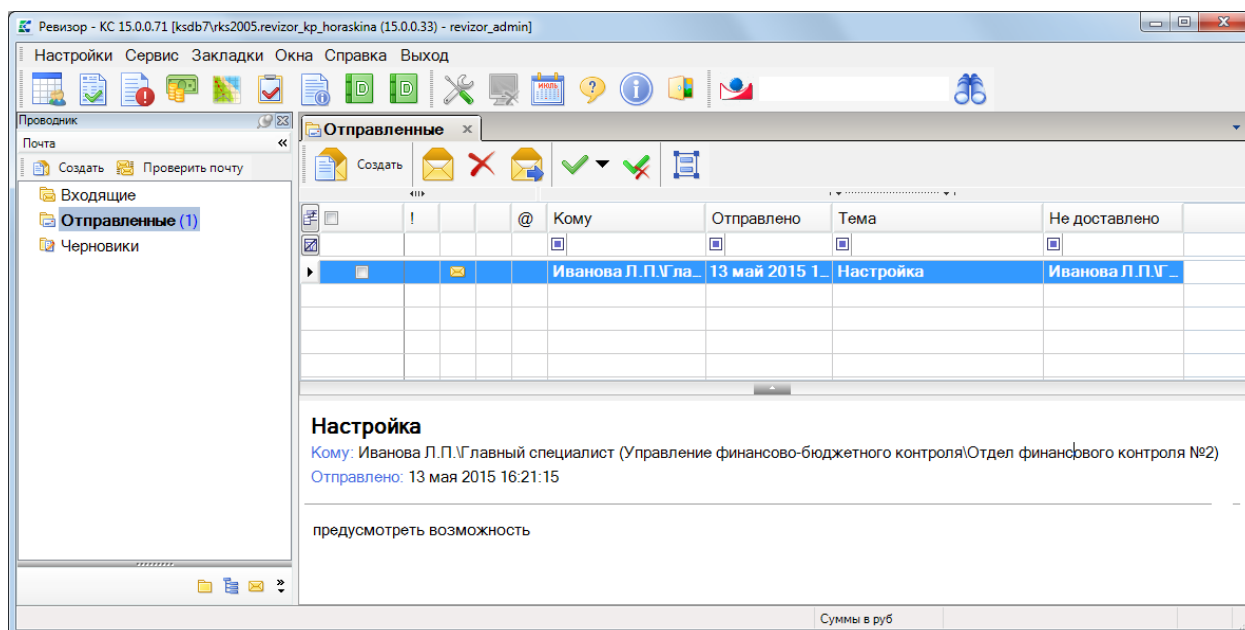 Ревизор - КС 15.0.0.71 [ksdb7\rks2005.revizor_kp_horaskina (15.0.0.33) - revizor_admin]
Настройки Сервис Закладки Окна Справка Выход
июль
Проводник
Отправленные
Почта
Создать Проверить почту
Создать
Входящие
Отправленные (1)
Черновики
! @ Кому Отправлено Тема Не доставлено
Иванова Л.П.\Гла... 13 май 2015 1... Настройка Иванова Л.П.\Г...
Настройка
Кому: Иванова Л.П.\Главный специалист (Управление финансово-бюджетного контроля\Отдел финансового контроля №2)
Отправлено: 13 мая 2015 16:21:15
предусмотреть возможность
Суммы в руб